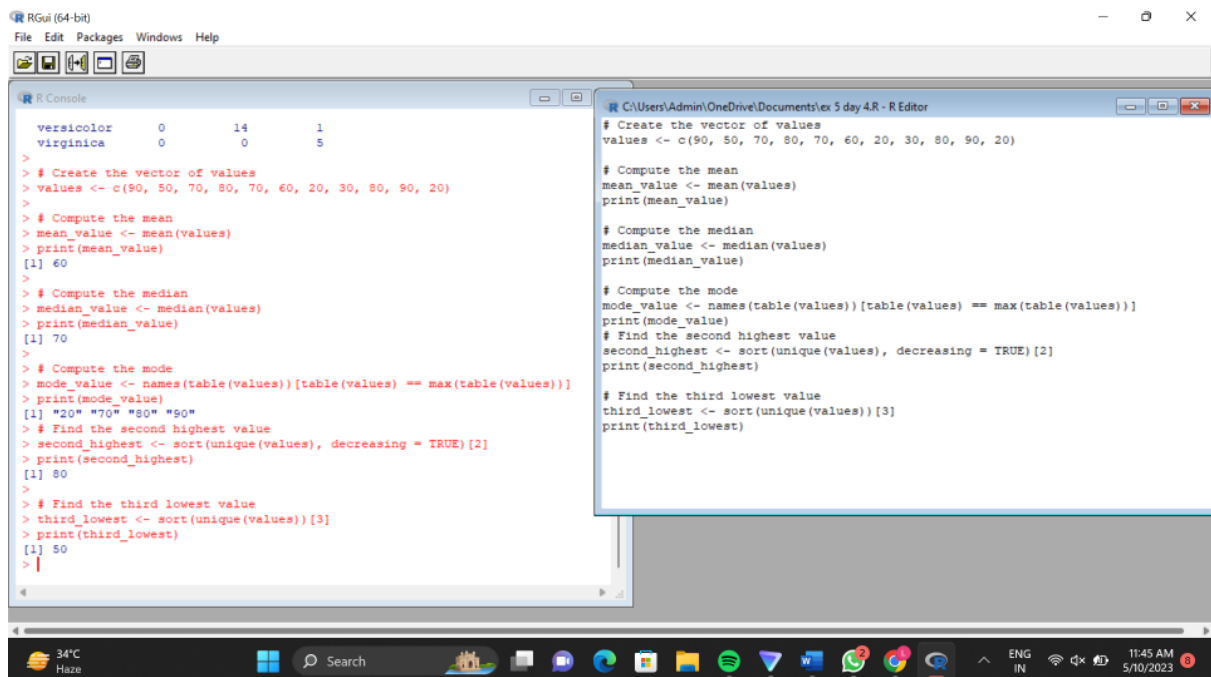 RGui (64-bit)
File Edit Packages Windows Help
R Console
versicolor 0 14 1
virginica 0 0 5
>
> # Create the vector of values
> values <- c(90, 50, 70, 80, 70, 60, 20, 30, 80, 90, 20)
>
> # Compute the mean
> mean_value <- mean(values)
> print(mean_value)
[1] 60
>
> # Compute the median
> median_value <- median(values)
> print(median_value)
[1] 70
>
> # Compute the mode
> mode_value <- names(table(values))[table(values) == max(table(values))]
> print(mode_value)
[1] "20" "70" "80" "90"
> # Find the second highest value
> second_highest <- sort(unique(values), decreasing = TRUE)[2]
> print(second_highest)
[1] 80
>
> # Find the third lowest value
> third_lowest <- sort(unique(values))[3]
> print(third_lowest)
[1] 50
>
C:\Users\Admin\OneDrive\Documents\ex 5 day 4.R - R Editor
# Create the vector of values
values <- c(90, 50, 70, 80, 70, 60, 20, 30, 80, 90, 20)
# Compute the mean
mean_value <- mean(values)
print(mean_value)
# Compute the median
median_value <- median(values)
print(median_value)
# Compute the mode
mode_value <- names(table(values))[table(values) == max(table(values))]
print(mode_value)
# Find the second highest value
second_highest <- sort(unique(values), decreasing = TRUE)[2]
print(second_highest)
# Find the third lowest value
third_lowest <- sort(unique(values))[3]
print(third_lowest)
34°C
Haze
Search
2
ENG
IN
11:45 AM
5/10/2023
8